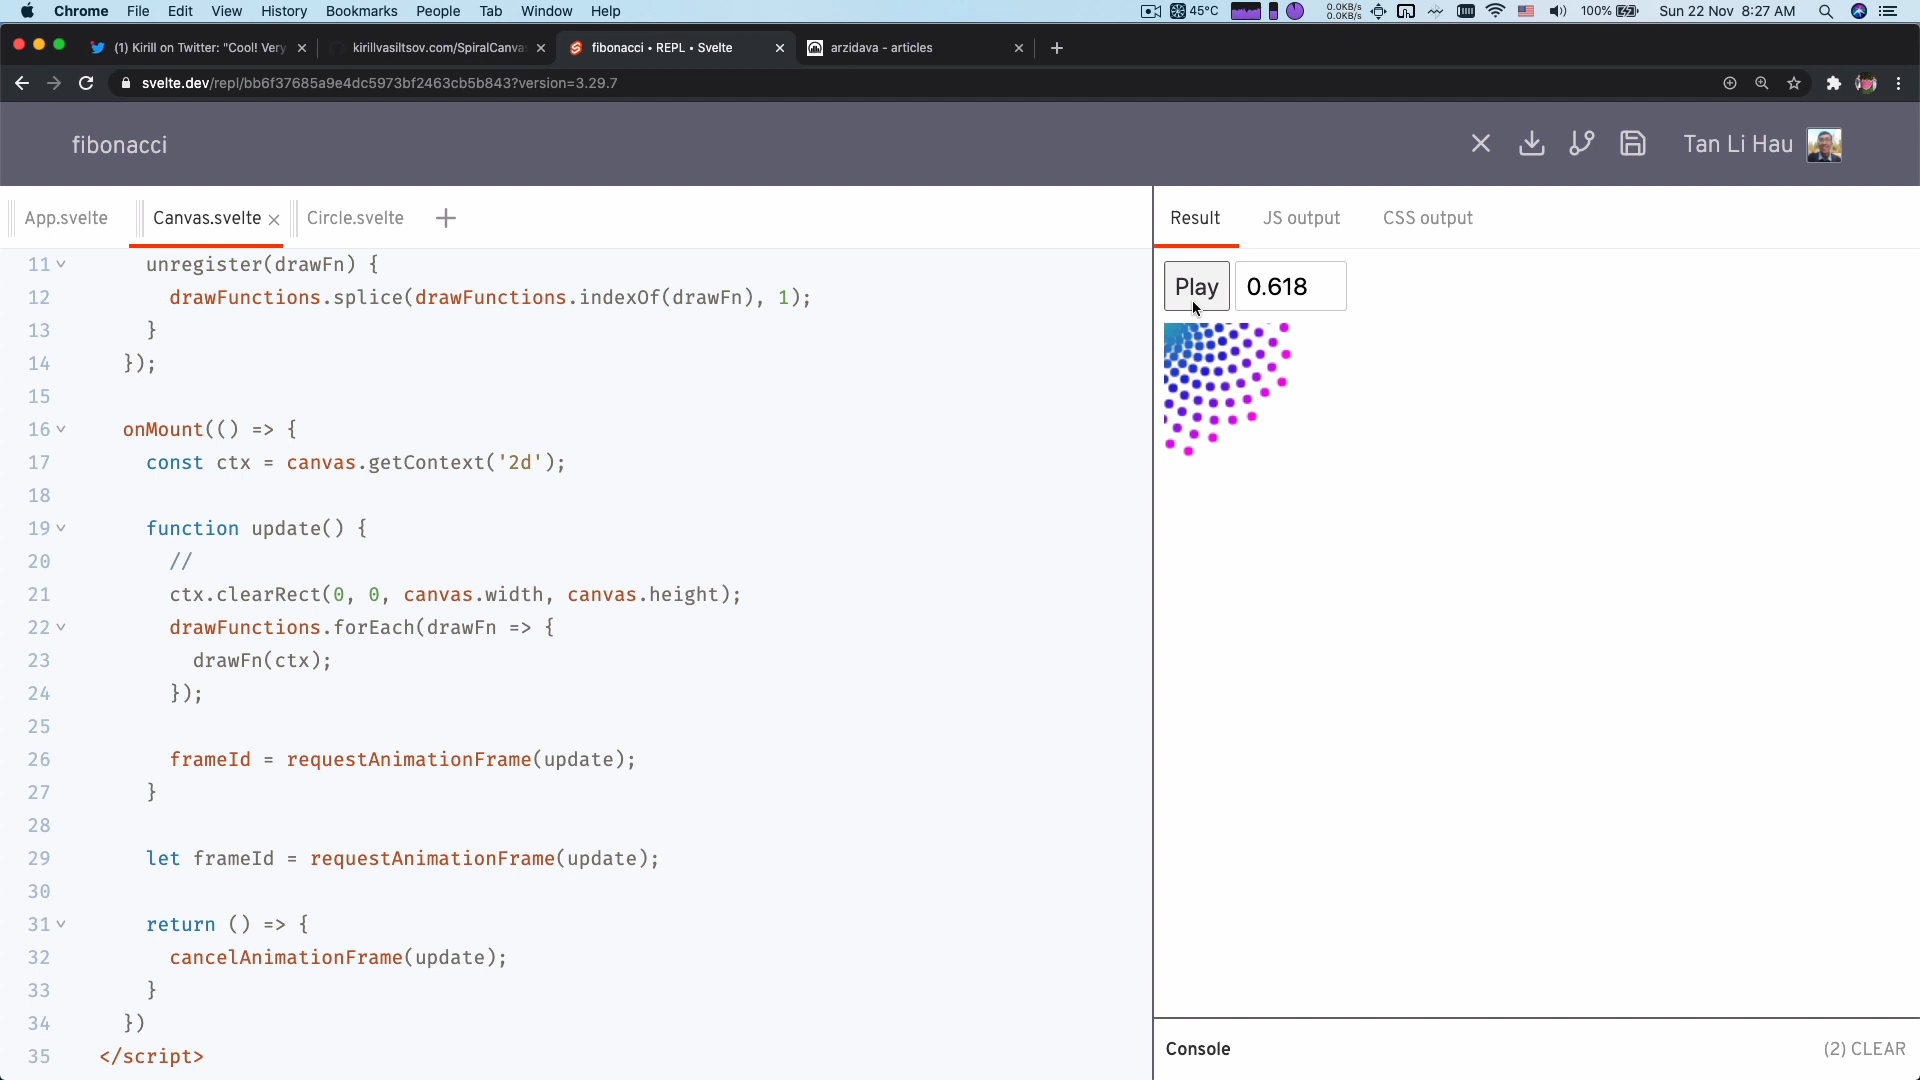 Chrome File Edit View History Bookmarks People Tab Window Help 45°C 0.0KB/s 0.0KB/s 100% Sun 22 Nov 8:27 AM
(1) Kirill on Twitter: "Cool! Very kirillvasiltsov.com/SpiralCanva fibonacci • REPL • Svelte arzidava - articles
svelte.dev/repl/bb6f37685a9e4dc5973bf2463cb5b843?version=3.29.7
fibonacci Tan Li Hau
App.svelte Canvas.svelte Circle.svelte Result JS output CSS output
11 unregister(drawFn) {
12 drawFunctions.splice(drawFunctions.indexOf(drawFn), 1);
13 }
14 });
15
16 onMount(() => {
17 const ctx = canvas.getContext('2d');
18
19 function update() {
20 //
21 ctx.clearRect(0, 0, canvas.width, canvas.height);
22 drawFunctions.forEach(drawFn => {
23 drawFn(ctx);
24 });
25
26 frameId = requestAnimationFrame(update);
27 }
28
29 let frameId = requestAnimationFrame(update);
30
31 return () => {
32 cancelAnimationFrame(update);
33 }
34 })
35 </script>
Play 0.618
Console (2) CLEAR